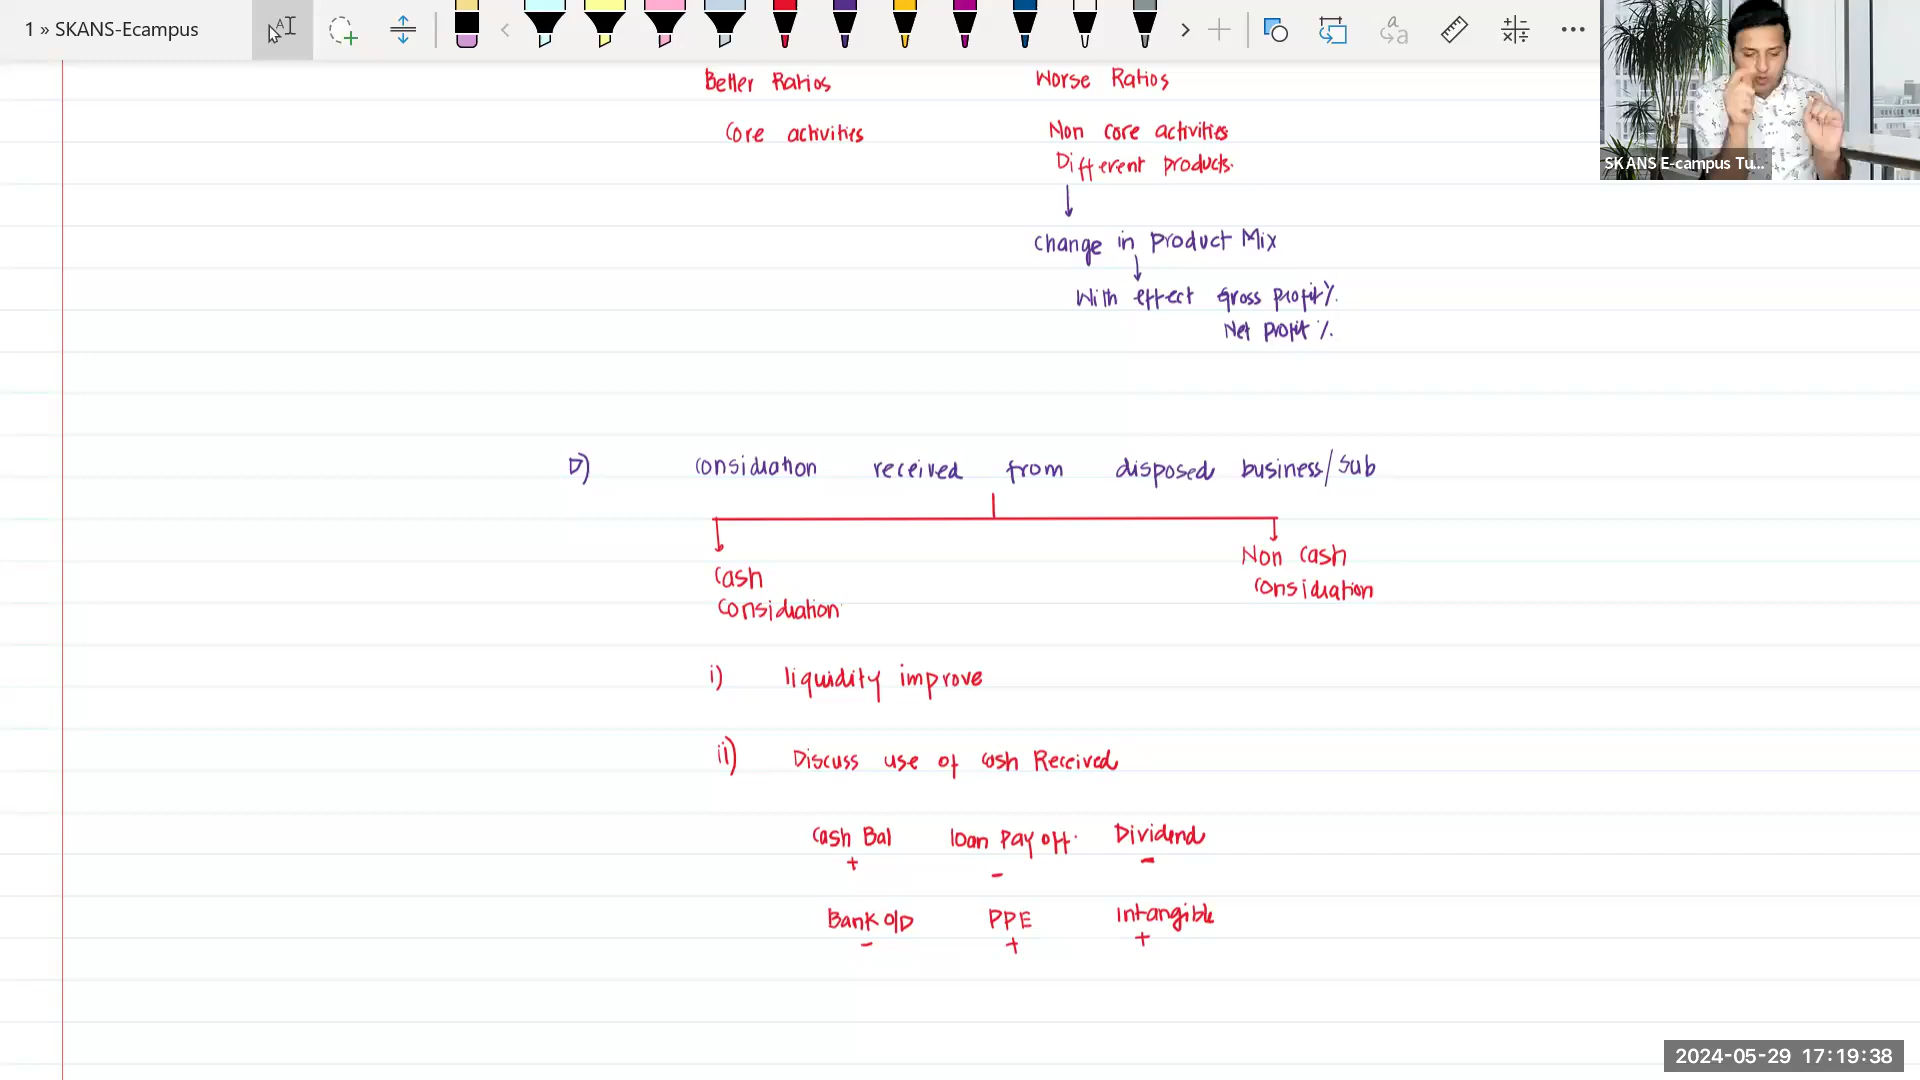 1 » SKANS-Ecampus
SKANS E-campus Tu...
Better Ratios Worse Ratios
Core activities Non core activities
Different products.
Change in product Mix
With effect Gross profit%.
Net profit %.
D) Considration received from disposed business/sub
Cash Non Cash
Considration Considration
i) liquidity improve
ii) Discuss use of cash Received
Cash Bal loan Pay off. Dividend
+ - -
Bank O/D PPE Intangible
- + +
2024-05-29 17:19:38